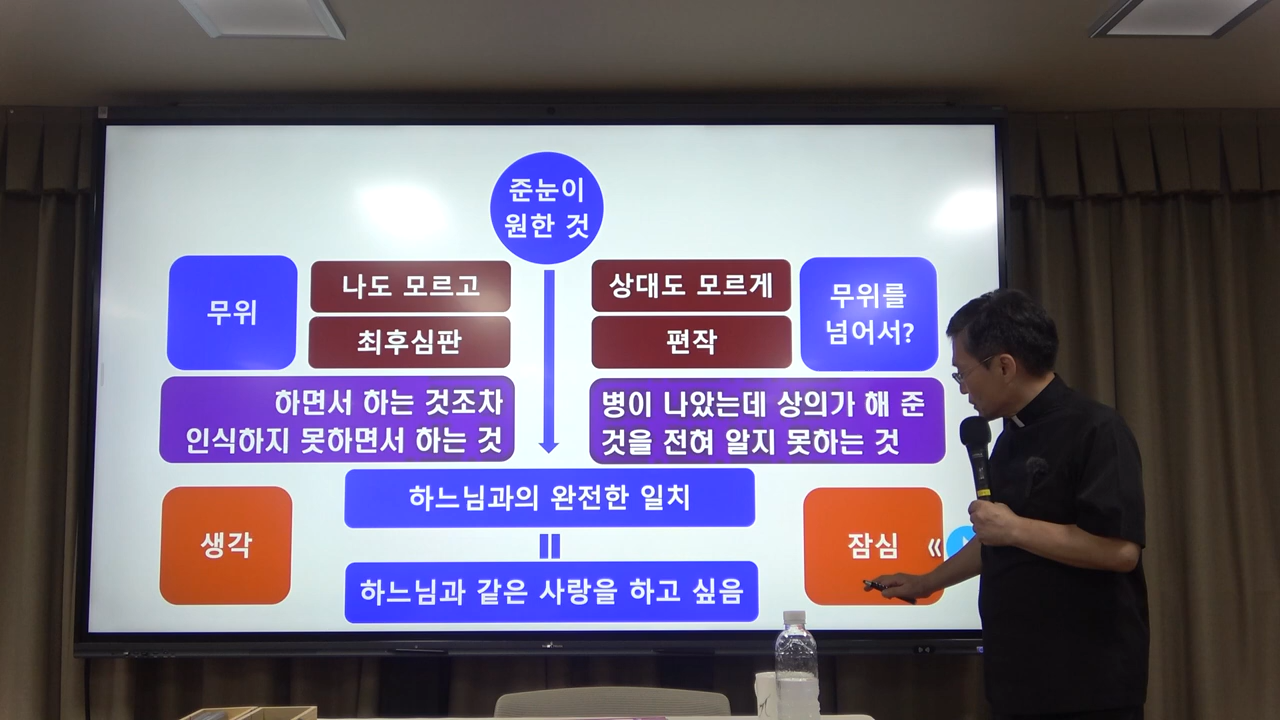 준눈이
원한 것
무위
나도 모르고
최후심판
상대도 모르게
편작
무위를
넘어서?
하면서 하는 것조차
인식하지 못하면서 하는 것
병이 나았는데 상의가 해 준
것을 전혀 알지 못하는 것
하느님과의 완전한 일치
생각
잠심
하느님과 같은 사랑을 하고 싶음